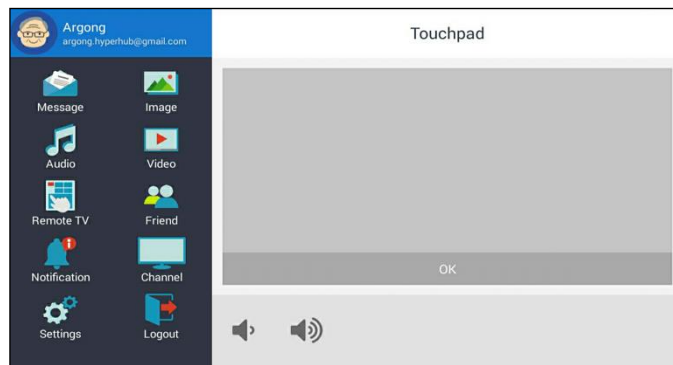 Argong
argong.hyperhub@gmail.com
Touchpad
Message
Image
Audio
Video
Remote TV
Friend
Notification
Channel
Settings
Logout
OK